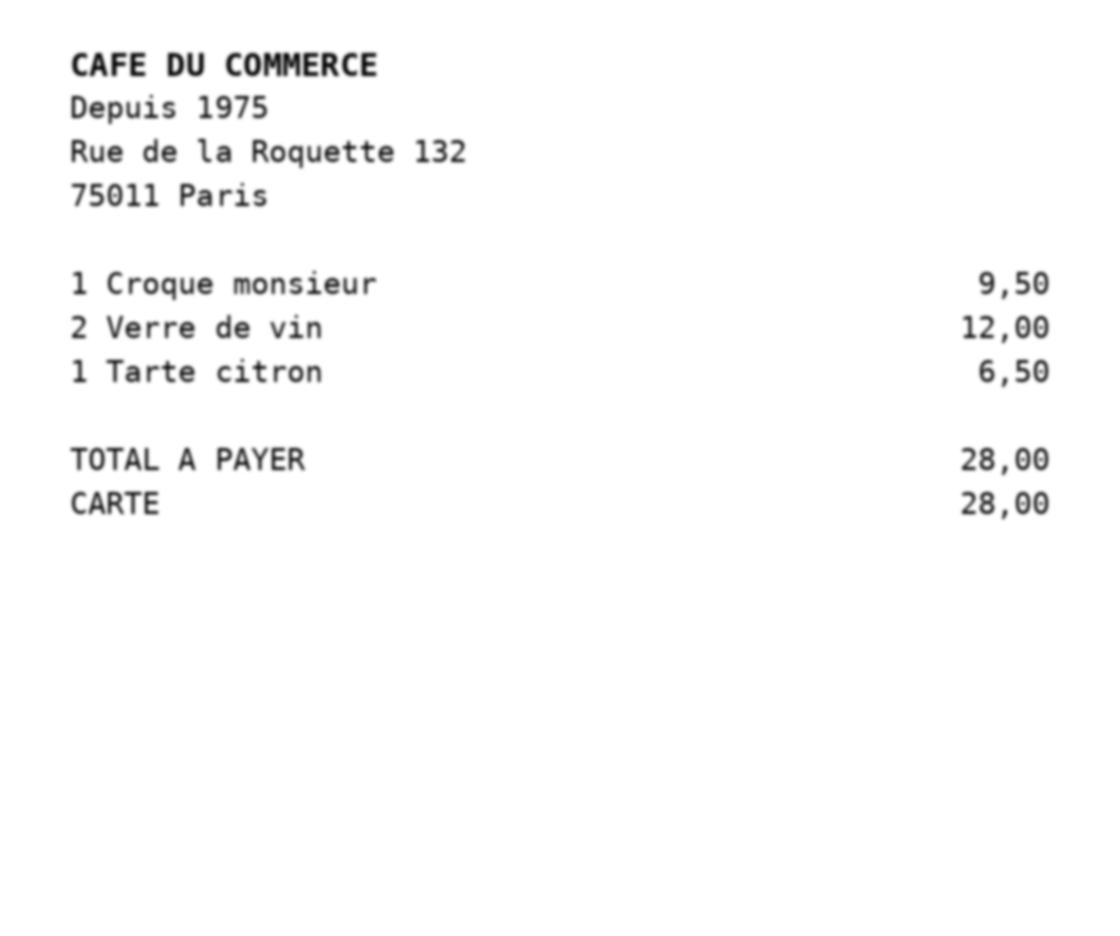 CAFE DU COMMERCE
Depuis 1975
Rue de la Roquette 132
75011 Paris
1 Croque monsieur 9,50
2 Verre de vin 12,00
1 Tarte citron 6,50
TOTAL A PAYER 28,00
CARTE 28,00